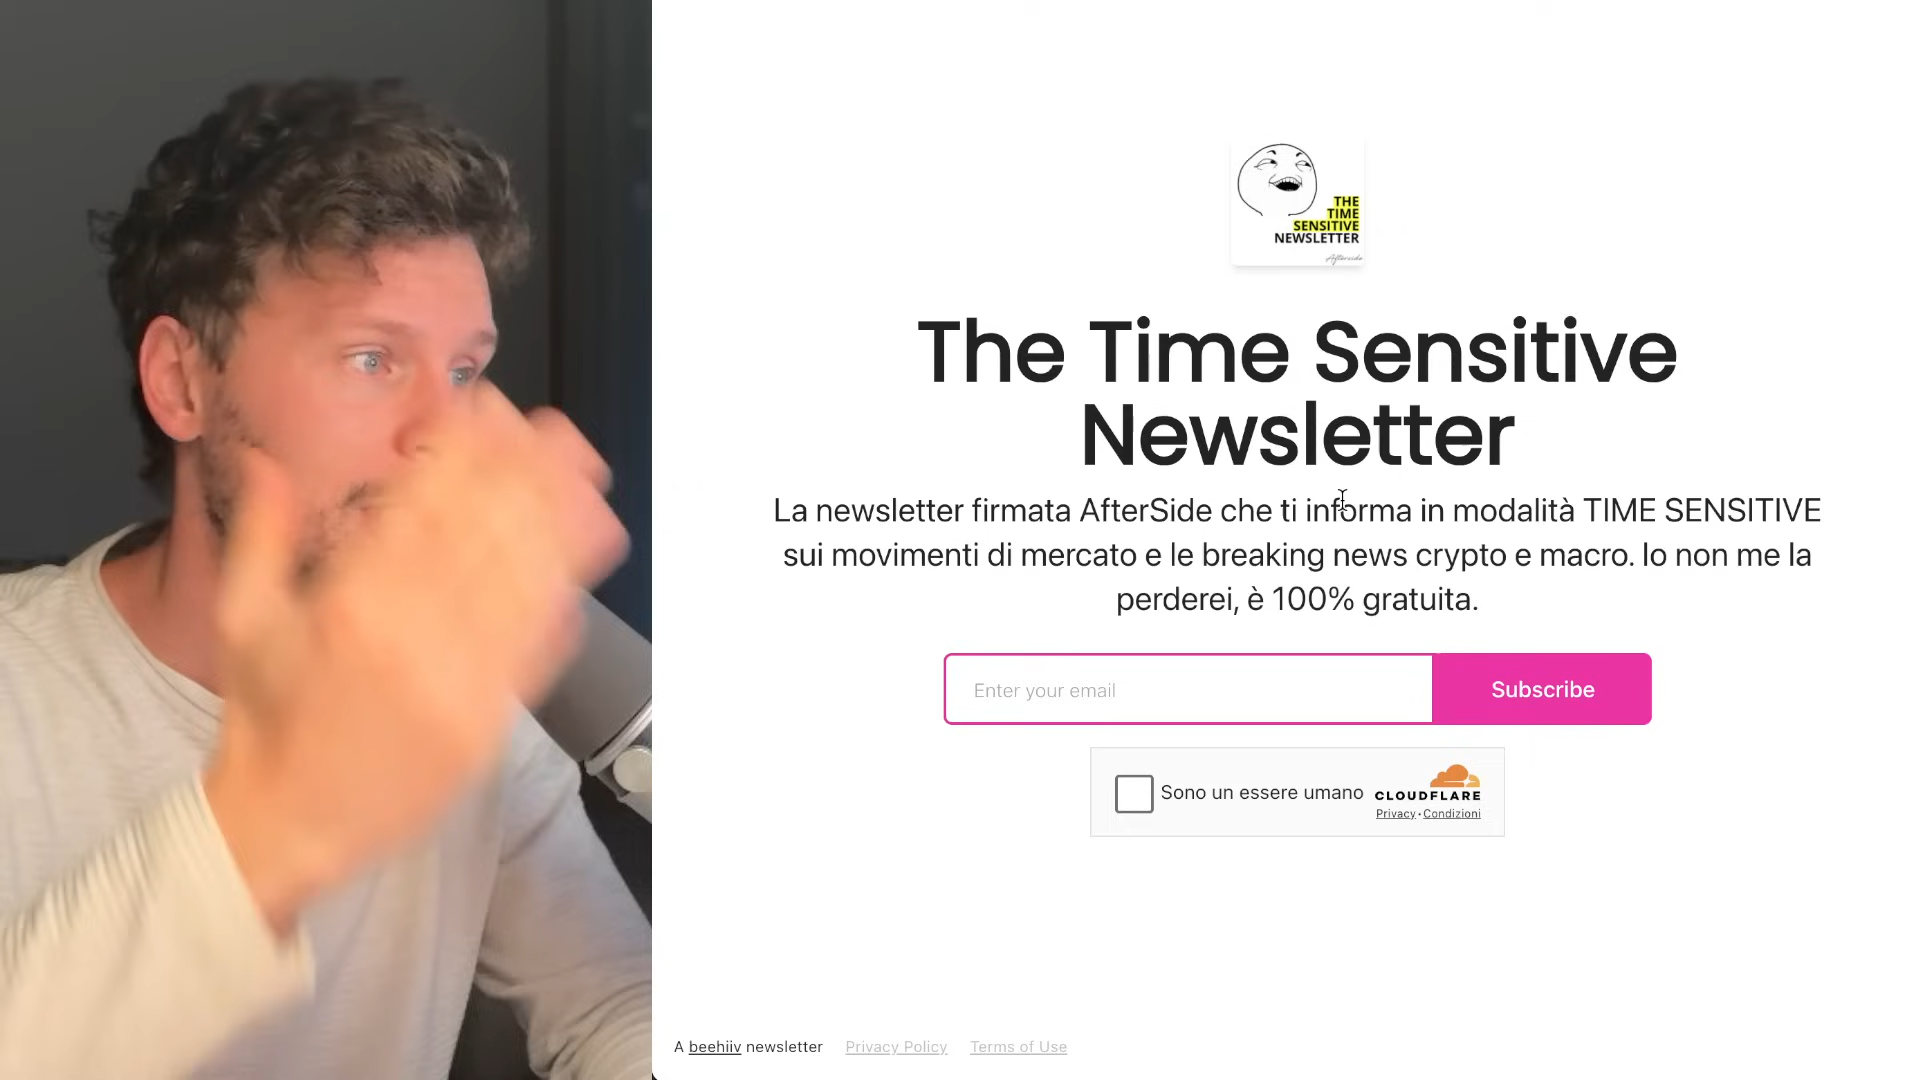 THE
TIME
SENSITIVE
NEWSLETTER
Afterside
The Time Sensitive
Newsletter
La newsletter firmata AfterSide che ti informa in modalità TIME SENSITIVE
sui movimenti di mercato e le breaking news crypto e macro. Io non me la
perderei, è 100% gratuita.
Enter your email
Subscribe
Sono un essere umano
CLOUDFLARE
Privacy • Condizioni
A beehiiv newsletter
Privacy Policy
Terms of Use